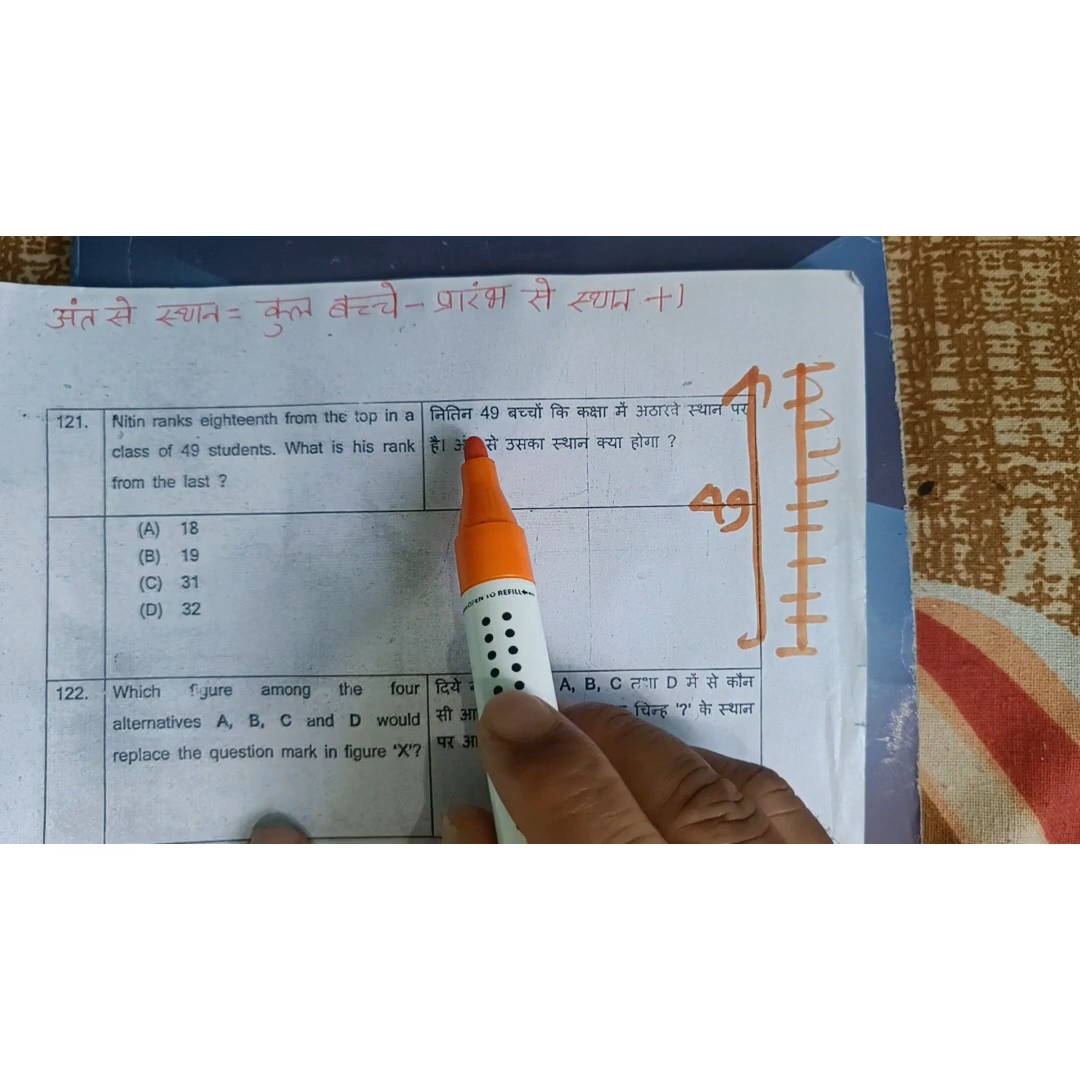 अंत से स्थान = कुल बच्चे - प्रारंभ से स्थान +1
121.
Nitin ranks eighteenth from the top in a
class of 49 students. What is his rank
from the last ?
नितिन 49 बच्चों कि कक्षा में अठारवे स्थान पर
है। से उसका स्थान क्या होगा ?
49
(A) 18
(B) 19
(C) 31
(D) 32
122.
Which figure among the four
alternatives A, B, C and D would
replace the question mark in figure 'X'?
दिये A, B, C तथा D में से कौन
सी चिन्ह '?' के स्थान
पर